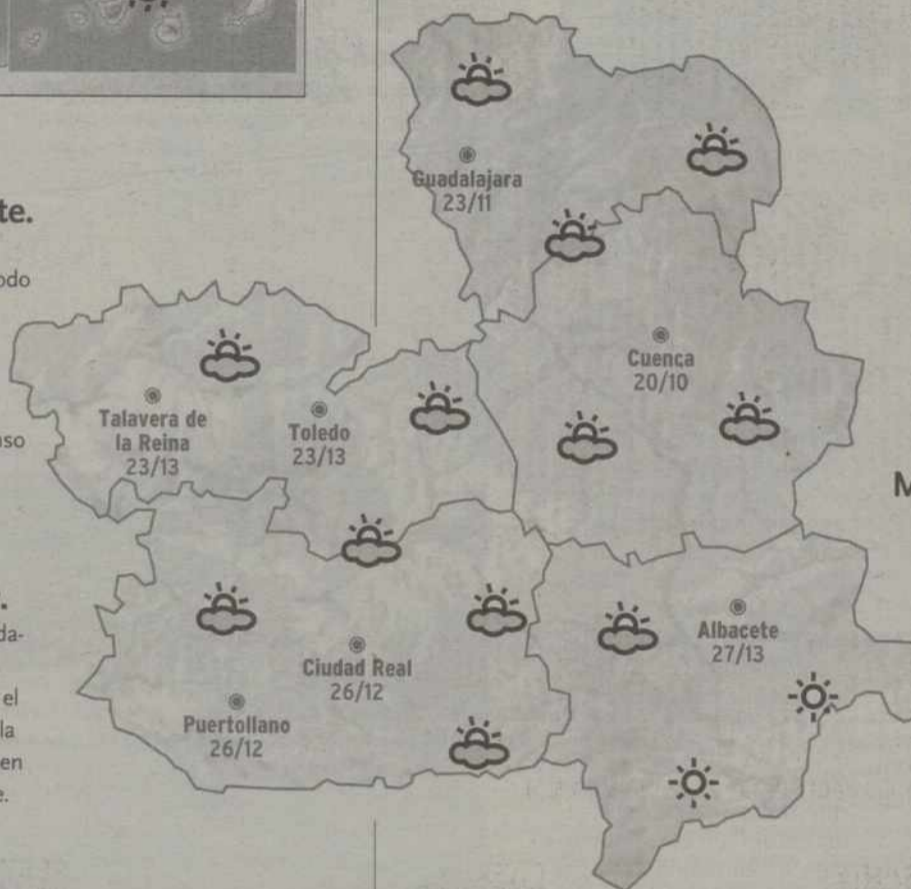 te.
odo
Guadalajara
23/11
Cuenca
20/10
Talavera de
la Reina
23/13
Toledo
23/13
aso
M
.
da-
el
la
en
e.
Albacete
27/13
Ciudad Real
26/12
Puertollano
26/12